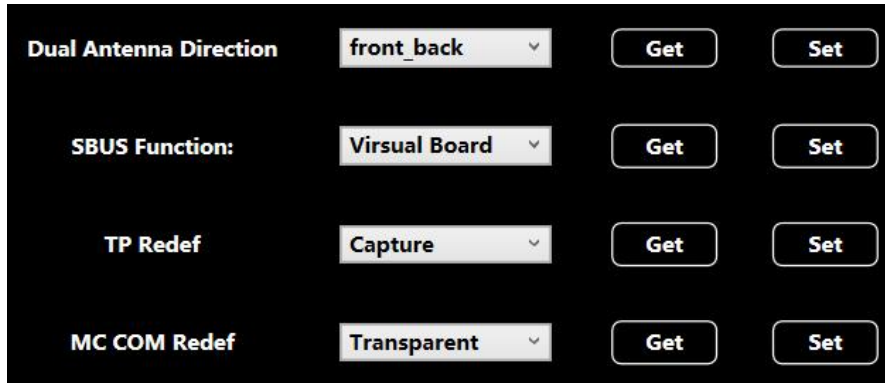 Dual Antenna Direction front_back Get Set
SBUS Function: Virsual Board Get Set
TP Redef Capture Get Set
MC COM Redef Transparent Get Set